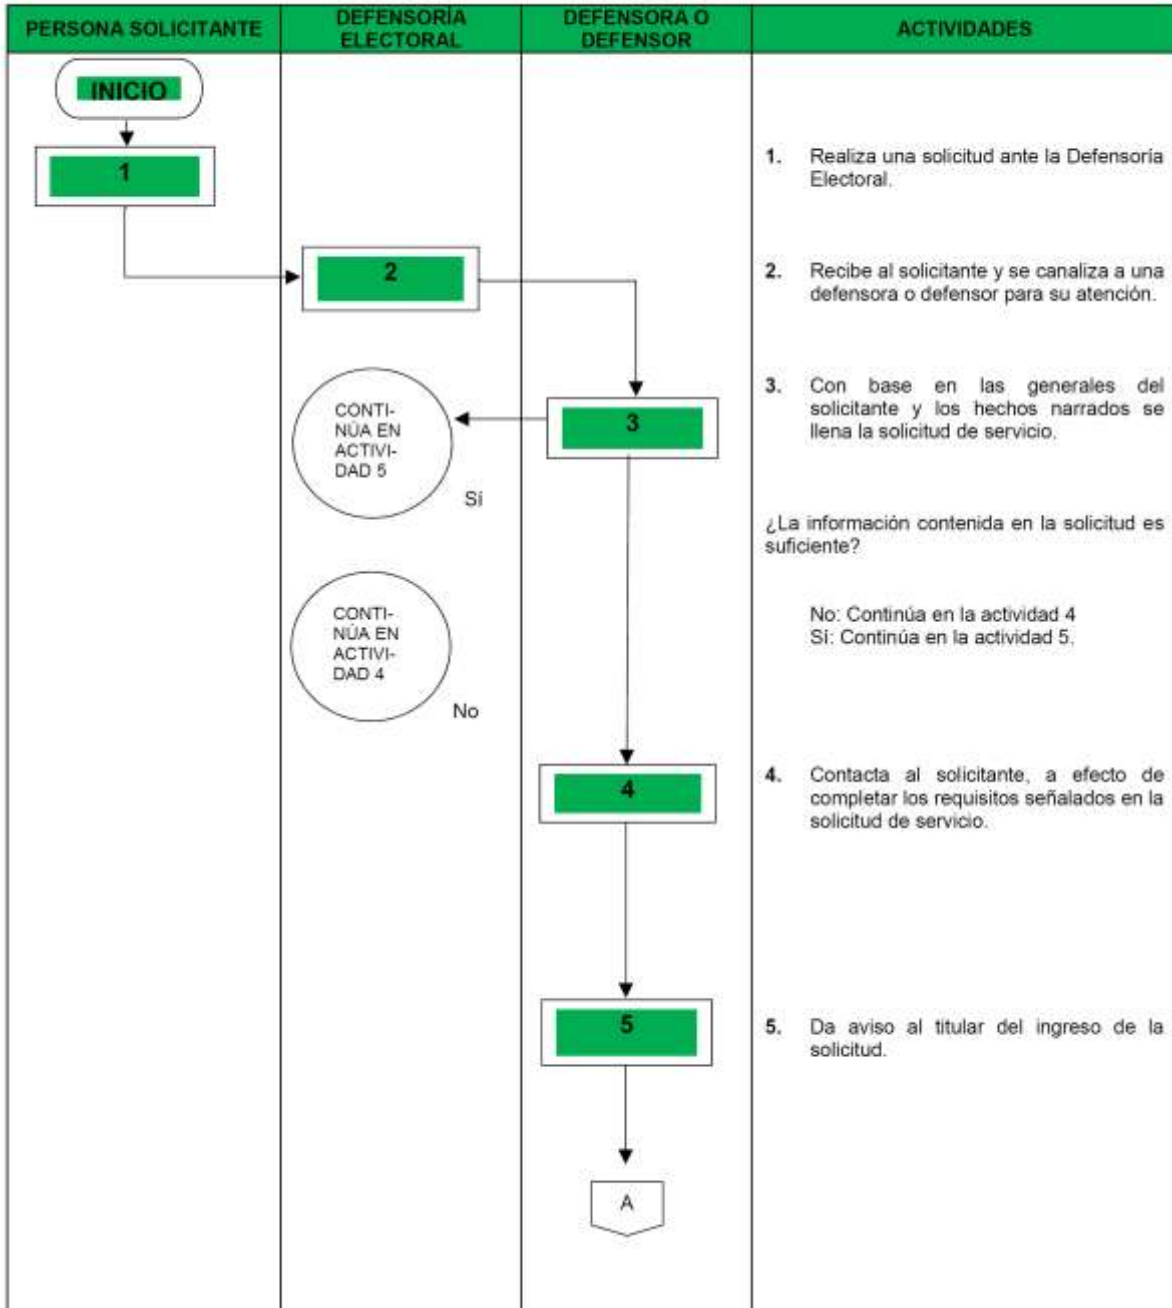 PERSONA SOLICITANTE
DEFENSORÍA
ELECTORAL
DEFENSORA O
DEFENSOR
ACTIVIDADES
INICIO
1
1. Realiza una solicitud ante la Defensoría
Electoral.
2
2. Recibe al solicitante y se canaliza a una
defensora o defensor para su atención.
3
3. Con base en las generales del
solicitante y los hechos narrados se
llena la solicitud de servicio.
CONTI-
NÚA EN
ACTIVI-
DAD 5
Sí
¿La información contenida en la solicitud es
suficiente?
No: Continúa en la actividad 4
Sí: Continúa en la actividad 5.
CONTI-
NÚA EN
ACTIVI-
DAD 4
No
4
4. Contacta al solicitante, a efecto de
completar los requisitos señalados en la
solicitud de servicio.
5
5. Da aviso al titular del ingreso de la
solicitud.
A